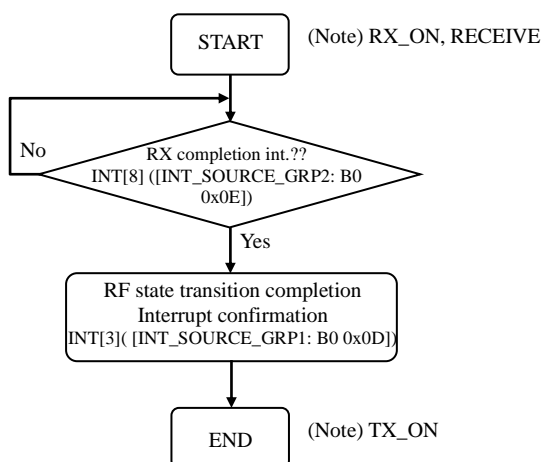 START
(Note) RX_ON, RECEIVE
No
RX completion int.??
INT[8] ([INT_SOURCE_GRP2: B0
0x0E])
Yes
RF state transition completion
Interrupt confirmation
INT[3]( [INT_SOURCE_GRP1: B0 0x0D])
END
(Note) TX_ON